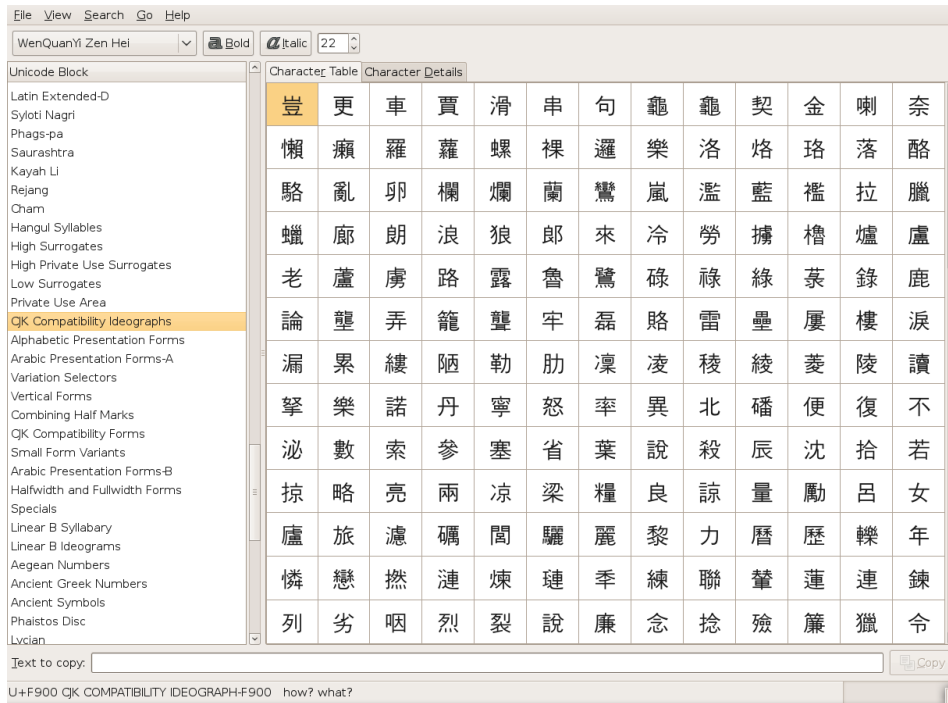 File View Search Go Help
WenQuanYi Zen Hei a Bold a Italic 22
Unicode Block
Latin Extended-D
Syloti Nagri
Phags-pa
Saurashtra
Kayah Li
Rejang
Cham
Hangul Syllables
High Surrogates
High Private Use Surrogates
Low Surrogates
Private Use Area
CJK Compatibility Ideographs
Alphabetic Presentation Forms
Arabic Presentation Forms-A
Variation Selectors
Vertical Forms
Combining Half Marks
CJK Compatibility Forms
Small Form Variants
Arabic Presentation Forms-B
Halfwidth and Fullwidth Forms
Specials
Linear B Syllabary
Linear B Ideograms
Aegean Numbers
Ancient Greek Numbers
Ancient Symbols
Phaistos Disc
Lycian
Character Table Character Details
豈 更 車 賈 滑 串 句 龜 龜 契 金 喇 奈
懶 癩 羅 蘿 螺 裸 邏 樂 洛 烙 珞 落 酪
駱 亂 卵 欄 爛 蘭 鸞 嵐 濫 藍 襤 拉 臘
蠟 廊 朗 浪 狼 郎 來 冷 勞 擄 櫓 爐 盧
老 蘆 虜 路 露 魯 鷺 碌 祿 綠 菉 錄 鹿
論 壟 弄 籠 聾 牢 磊 賂 雷 壘 屢 樓 淚
漏 累 縷 陋 勒 肋 凜 凌 稜 綾 菱 陵 讀
拏 樂 諾 丹 寧 怒 率 異 北 磻 便 復 不
泌 數 索 參 塞 省 葉 說 殺 辰 沈 拾 若
掠 略 亮 兩 凉 梁 糧 良 諒 量 勵 呂 女
廬 旅 濾 礪 閭 驪 麗 黎 力 曆 歷 轢 年
憐 戀 撚 漣 煉 璉 秊 練 聯 輦 蓮 連 鍊
列 劣 咽 烈 裂 說 廉 念 捻 殮 簾 獵 令
Text to copy: Copy
U+F900 CJK COMPATIBILITY IDEOGRAPH-F900 how? what?